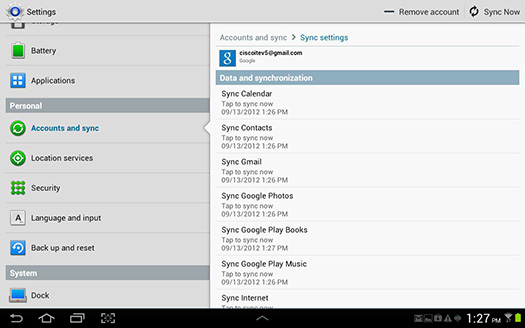 Settings
Remove account
Sync Now
Battery
Applications
Personal
Accounts and sync
Location services
Security
A
Language and input
Back up and reset
System
Dock
Accounts and sync > Sync settings
g
ciscoitev5@gmail.com
Google
Data and synchronization
Sync Calendar
Tap to sync now
09/13/2012 1:26 PM
Sync Contacts
Tap to sync now
09/13/2012 1:26 PM
Sync Gmail
Tap to sync now
09/13/2012 1:26 PM
Sync Google Photos
Tap to sync now
09/13/2012 1:26 PM
Sync Google Play Books
Tap to sync now
09/13/2012 1:27 PM
Sync Google Play Music
Tap to sync now
09/13/2012 1:26 PM
Sync Internet
1:27 PM